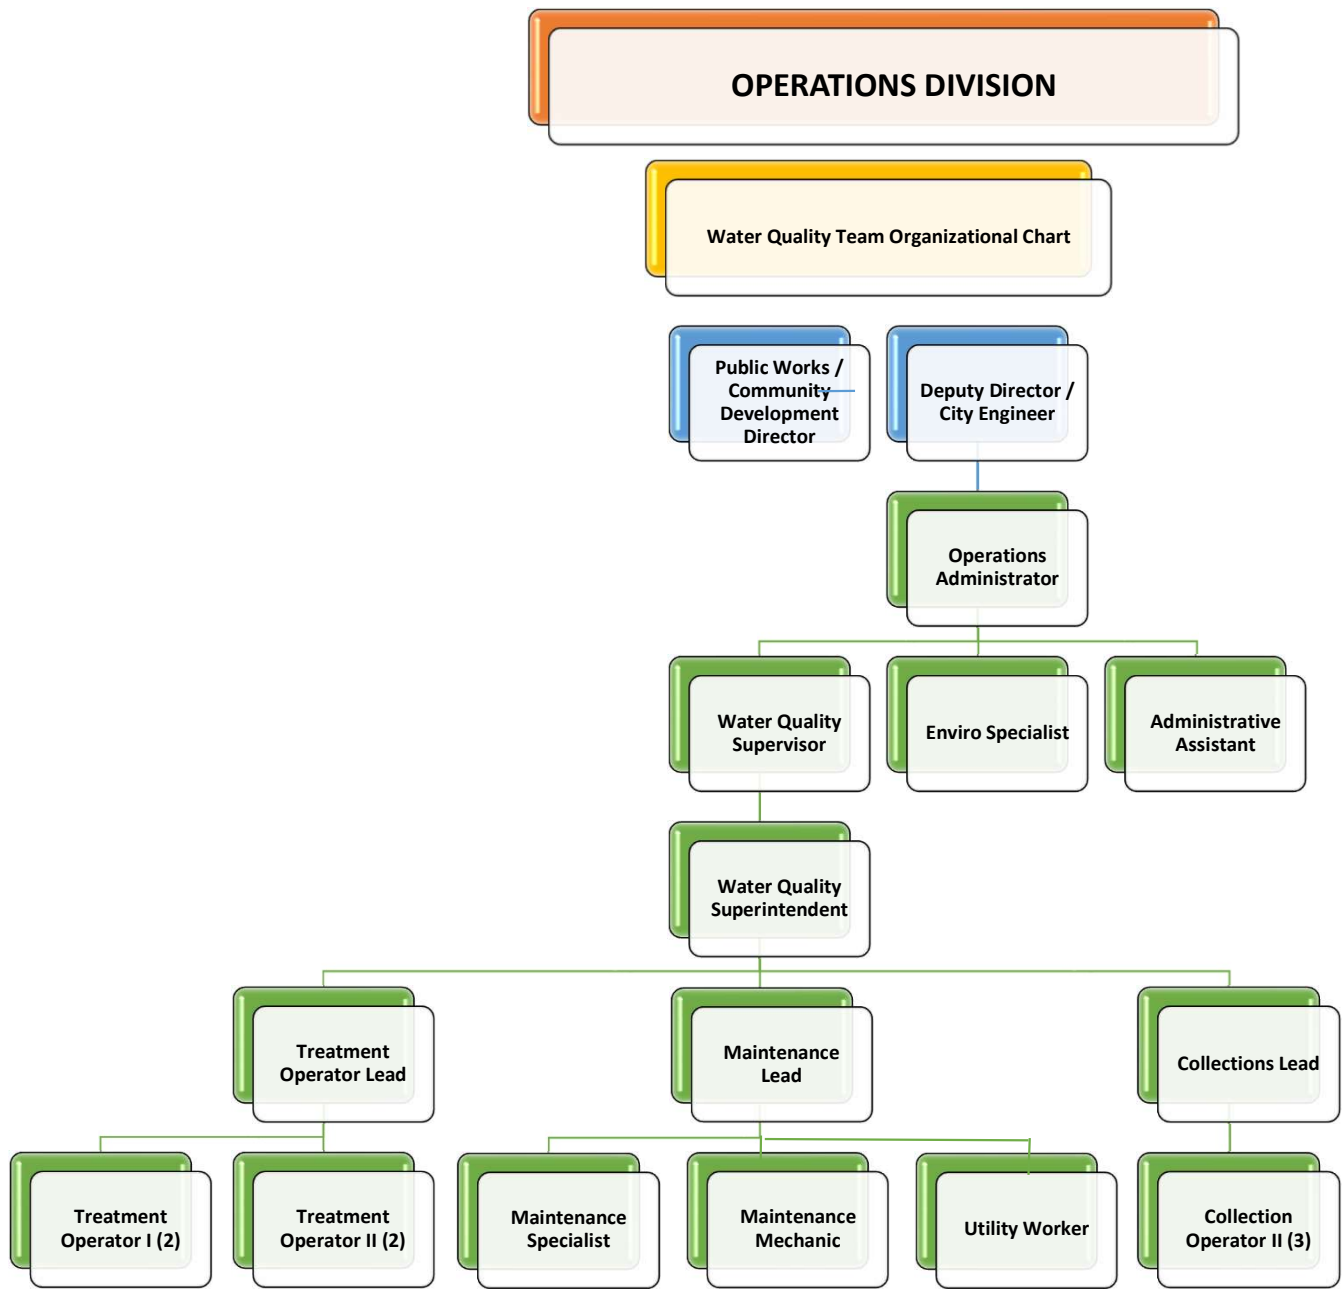 OPERATIONS DIVISION
Water Quality Team Organizational Chart
Public Works /
Community
Development
Director
Deputy Director /
City Engineer
Operations
Administrator
Water Quality
Supervisor
Enviro Specialist
Administrative
Assistant
Water Quality
Superintendent
Treatment
Operator Lead
Maintenance
Lead
Collections Lead
Treatment
Operator I (2)
Treatment
Operator II (2)
Maintenance
Specialist
Maintenance
Mechanic
Utility Worker
Collection
Operator II (3)